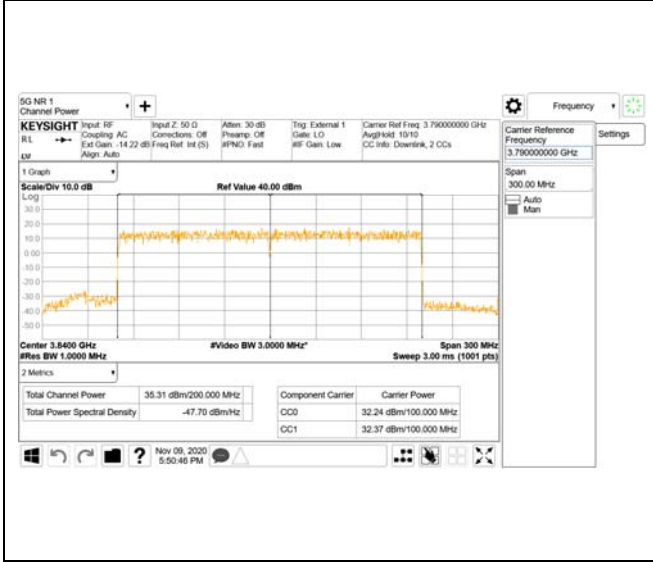 5G NR 1
Channel Power
+
Frequency
KEYSIGHT
R L
Input: RF
Coupling: AC
Ext Gain: -14.22 dB
Align: Auto
Input Z: 50 Ω
Corrections: Off
Freq Ref: Int (S)
Atten: 30 dB
Preamp: Off
#PNO: Fast
Trig: External 1
Gate: LO
#IF Gain: Low
Carrier Ref Freq: 3.790000000 GHz
Avg|Hold: 10/10
CC Info: Downlink, 2 CCs
Carrier Reference
Frequency
3.790000000 GHz
Settings
Span
300.00 MHz
Auto
Man
1 Graph
Scale/Div 10.0 dB
Ref Value 40.00 dBm
Log
30.0
20.0
10.0
0.00
-10.0
-20.0
-30.0
-40.0
-50.0
Center 3.8400 GHz
#Video BW 3.0000 MHz*
Span 300 MHz
#Res BW 1.0000 MHz
Sweep 3.00 ms (1001 pts)
2 Metrics
Total Channel Power 35.31 dBm/200.000 MHz
Total Power Spectral Density -47.70 dBm/Hz
Component Carrier Carrier Power
CC0 32.24 dBm/100.000 MHz
CC1 32.37 dBm/100.000 MHz
?
Nov 09, 2020
5:50:46 PM